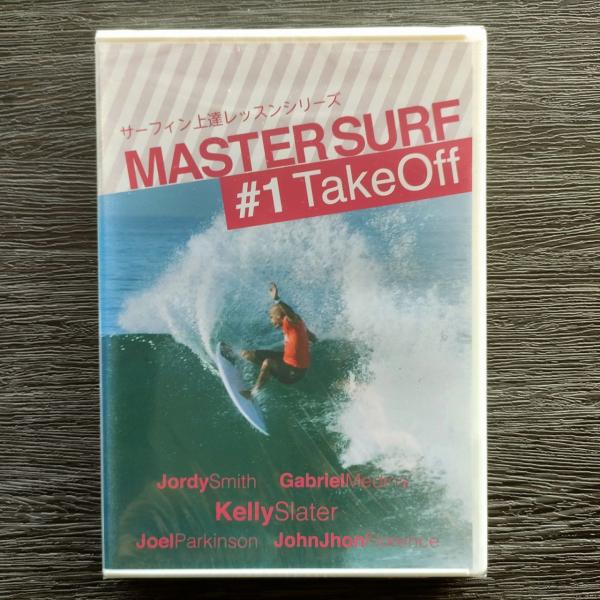 サーフィン上達レッスンシリーズ
MASTER SURF
#1 TakeOff
JordySmith GabrielMedina
KellySlater
JoelParkinson JohnJhonFlorence